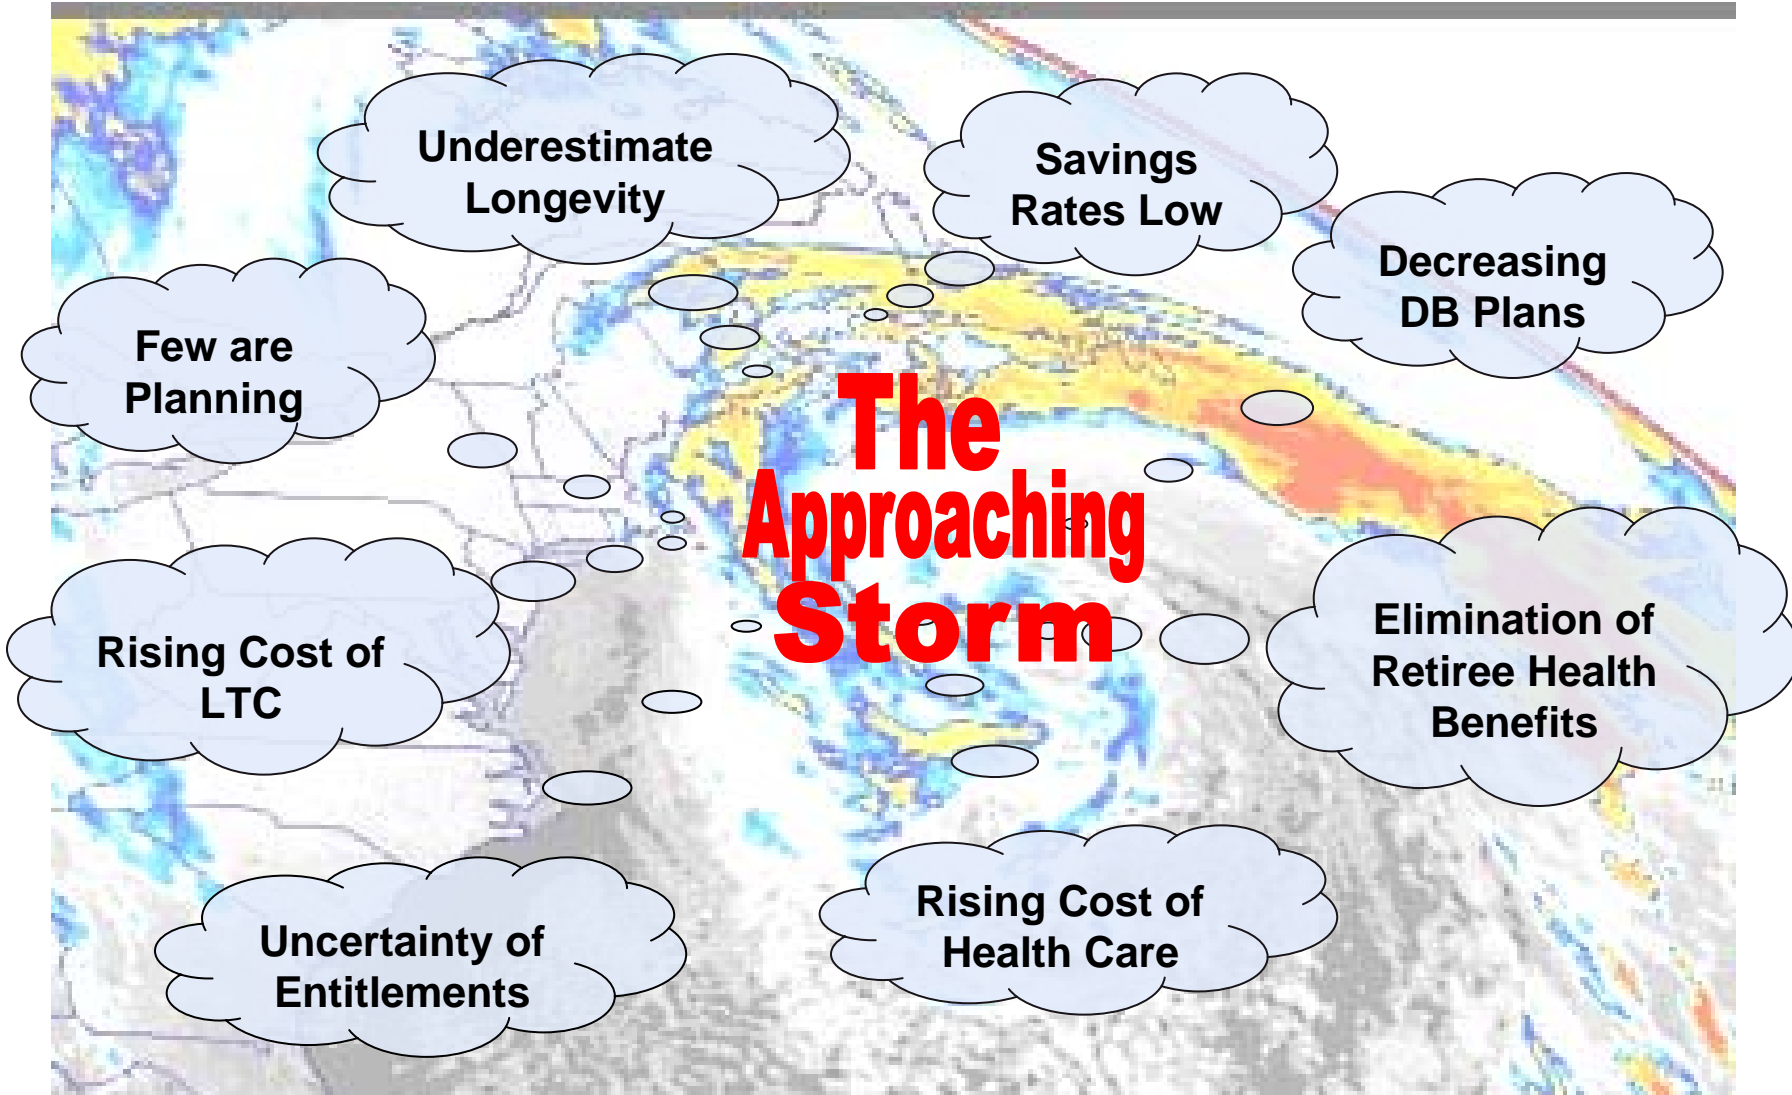 Underestimate
Longevity
Savings
Rates Low
Decreasing
DB Plans
Few are
Planning
The
Approaching
Storm
Rising Cost of
LTC
Elimination of
Retiree Health
Benefits
Uncertainty of
Entitlements
Rising Cost of
Health Care